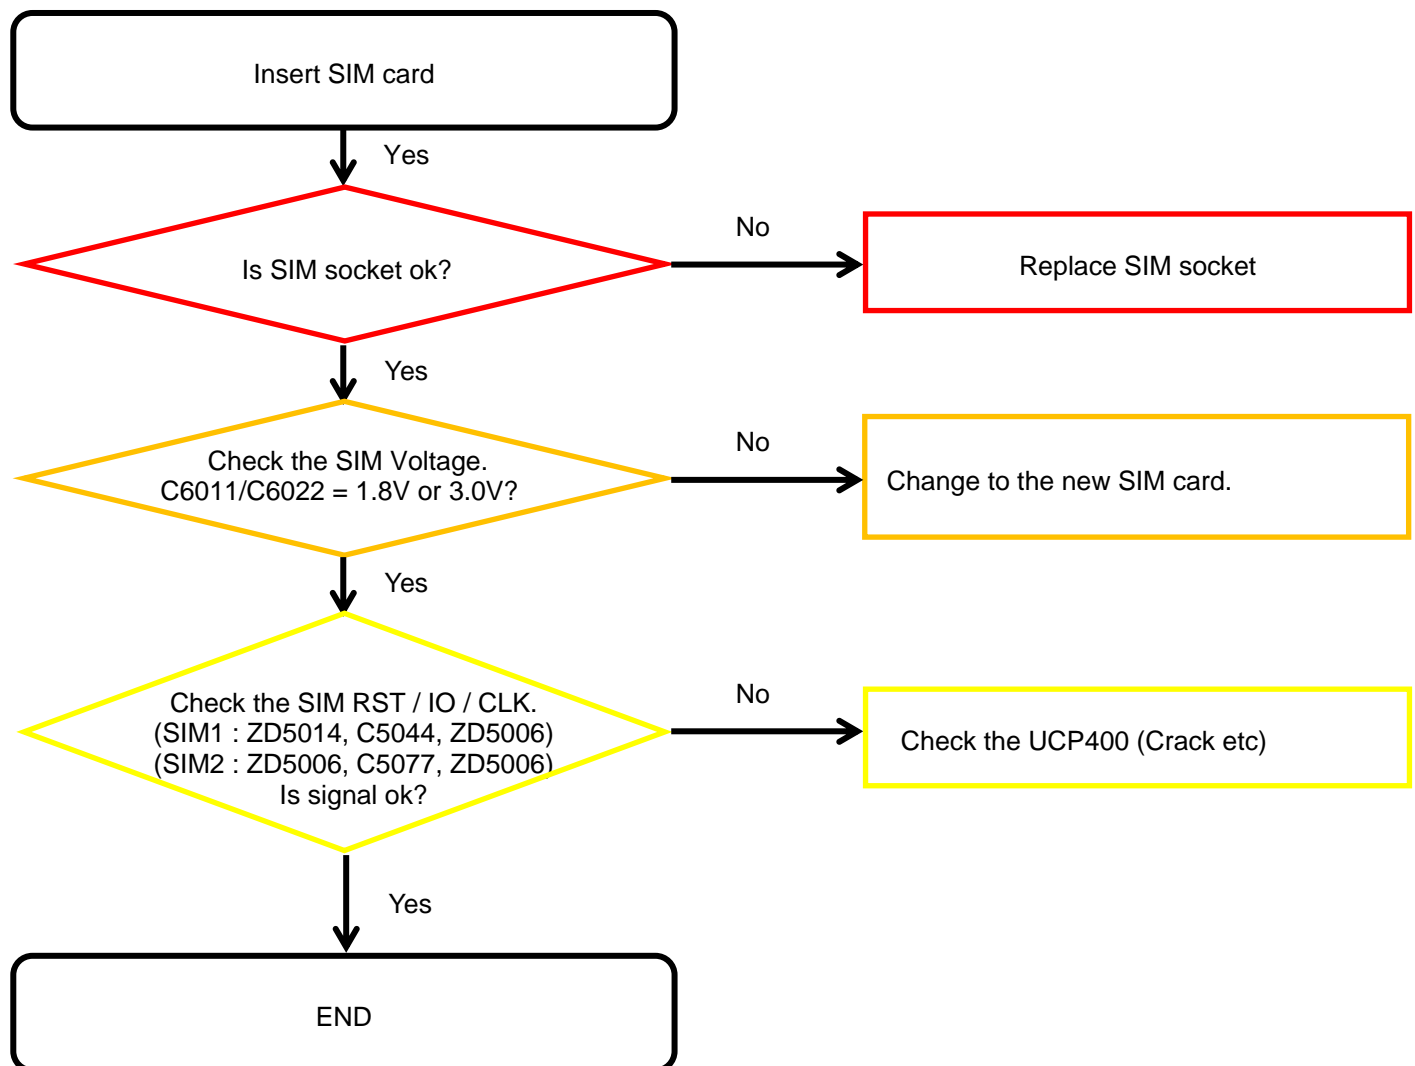 Insert SIM card
Yes
Is SIM socket ok?
No
Replace SIM socket
Yes
Check the SIM Voltage.
C6011/C6022 = 1.8V or 3.0V?
No
Change to the new SIM card.
Yes
Check the SIM RST / IO / CLK.
(SIM1 : ZD5014, C5044, ZD5006)
(SIM2 : ZD5006, C5077, ZD5006)
Is signal ok?
No
Check the UCP400 (Crack etc)
Yes
END